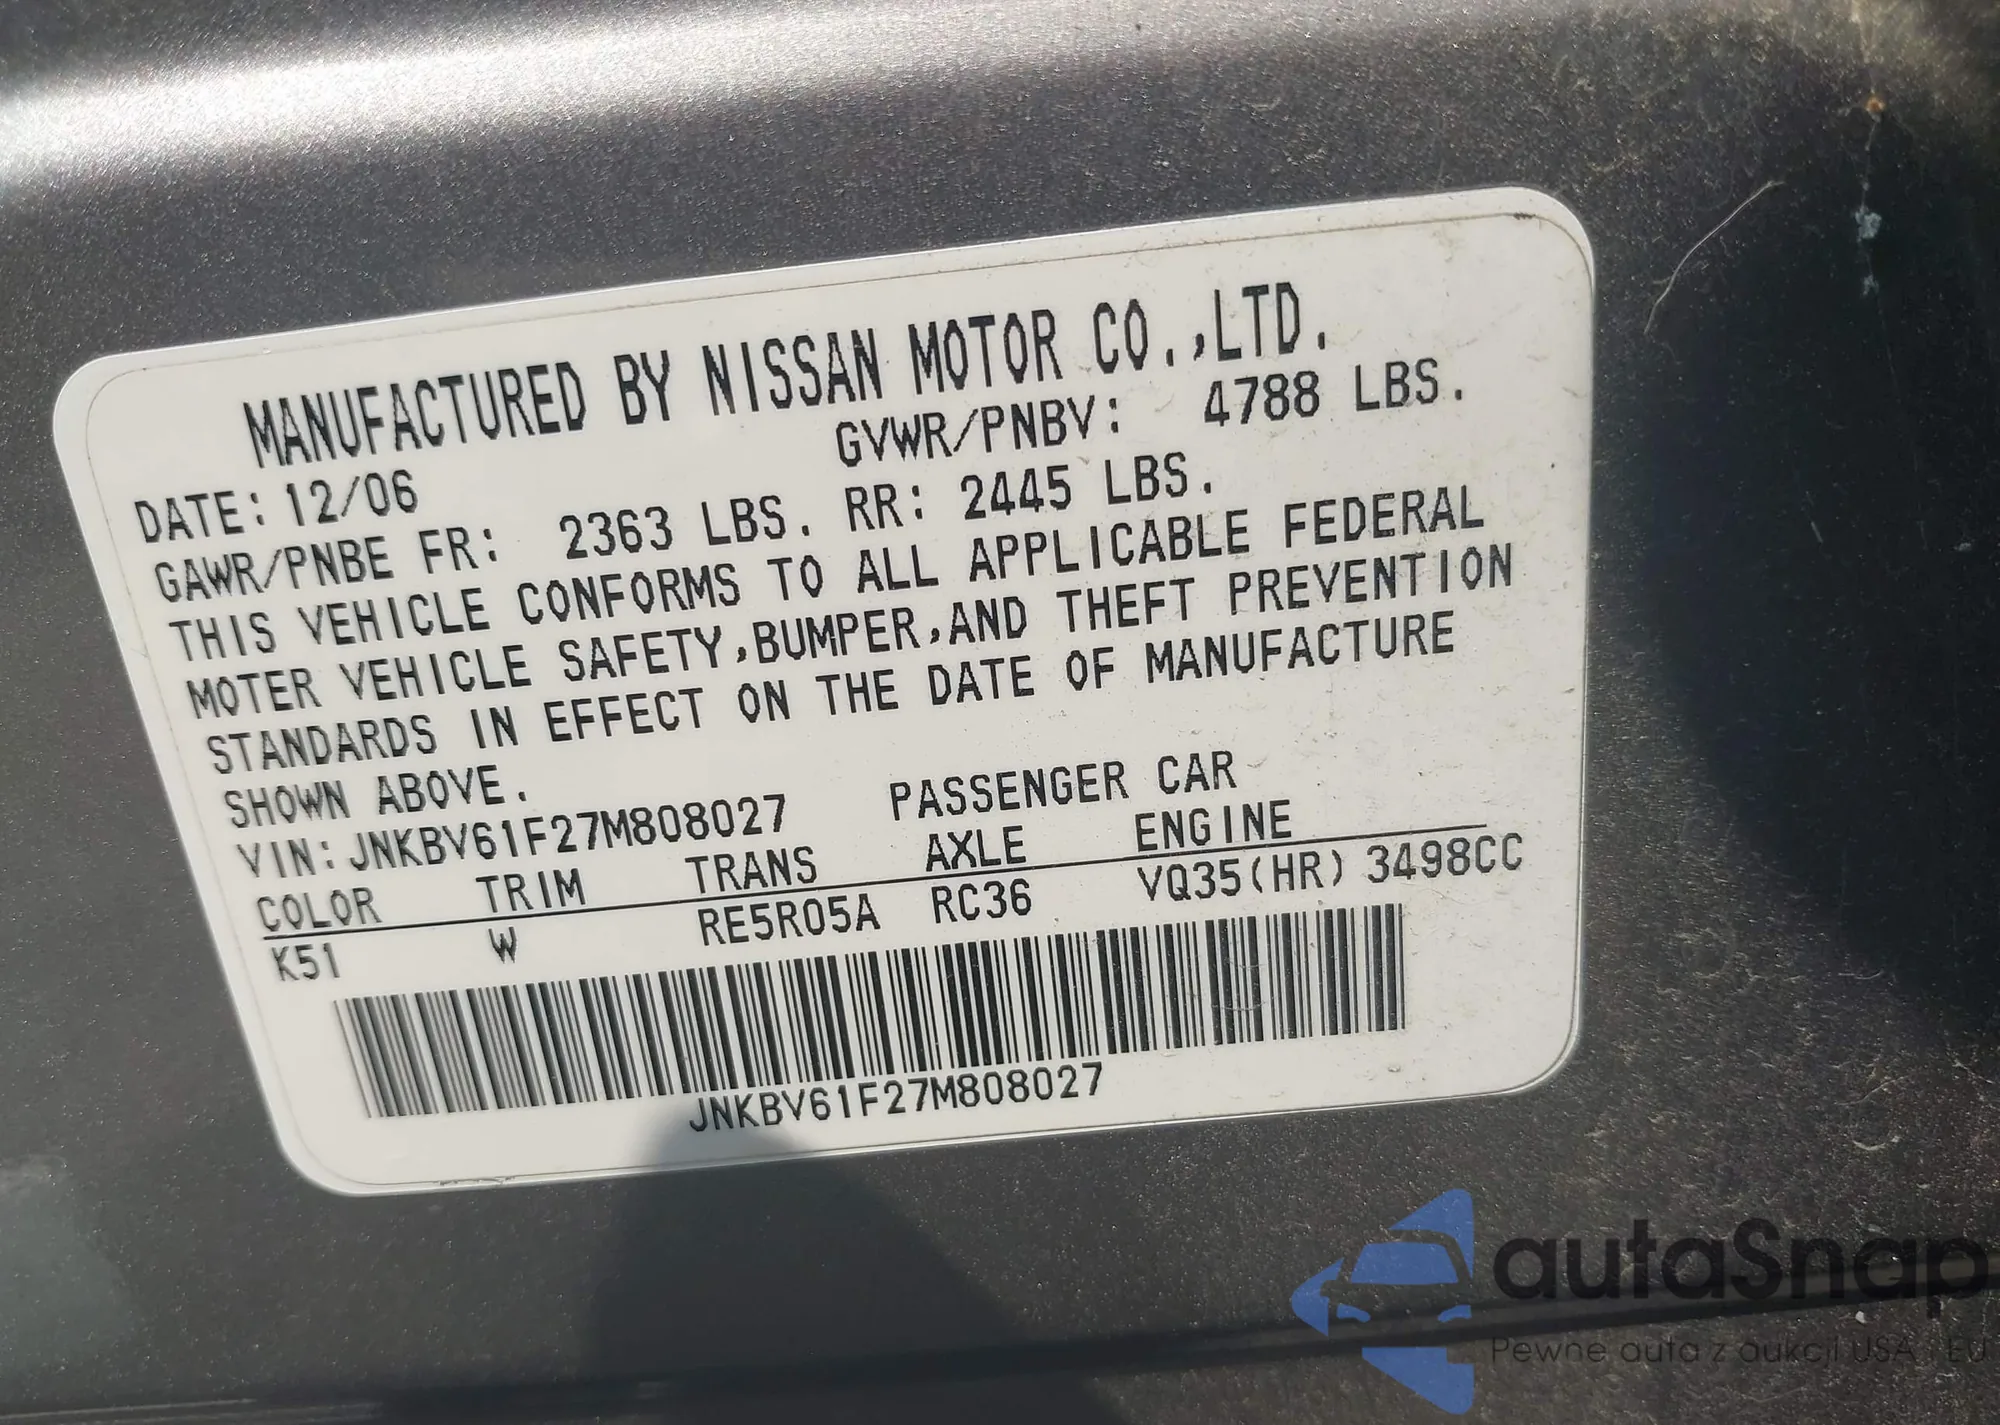 MANUFACTURED BY NISSAN MOTOR CO.,LTD.
DATE: 12/06 GVWR/PNBV: 4788 LBS.
GAWR/PNBE FR: 2363 LBS. RR: 2445 LBS.
THIS VEHICLE CONFORMS TO ALL APPLICABLE FEDERAL
MOTER VEHICLE SAFETY,BUMPER,AND THEFT PREVENTION
STANDARDS IN EFFECT ON THE DATE OF MANUFACTURE
SHOWN ABOVE.
VIN: JNKBV61F27M808027 PASSENGER CAR
COLOR TRIM TRANS AXLE ENGINE
K51 W RE5R05A RC36 VQ35(HR) 3498CC
JNKBV61F27M808027
autaSnap
Pewne auta z aukcji USA i EU